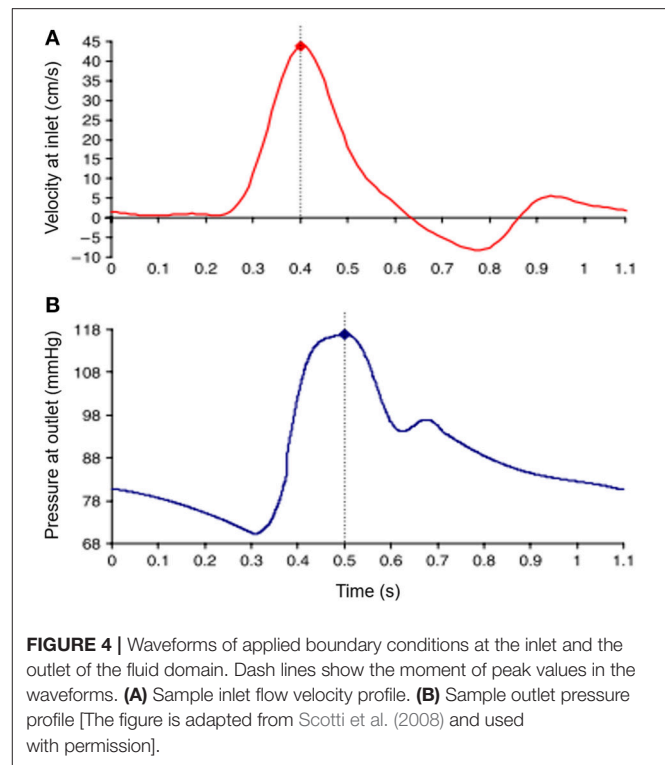 A
Velocity at inlet (cm/s)
45
40
35
30
25
20
15
10
5
0
−5
−10
0 0.1 0.2 0.3 0.4 0.5 0.6 0.7 0.8 0.9 1 1.1
B
Pressure at outlet (mmHg)
118
108
98
88
78
68
0 0.1 0.2 0.3 0.4 0.5 0.6 0.7 0.8 0.9 1 1.1
Time (s)
FIGURE 4 | Waveforms of applied boundary conditions at the inlet and the
outlet of the fluid domain. Dash lines show the moment of peak values in the
waveforms. (A) Sample inlet flow velocity profile. (B) Sample outlet pressure
profile [The figure is adapted from Scotti et al. (2008) and used
with permission].